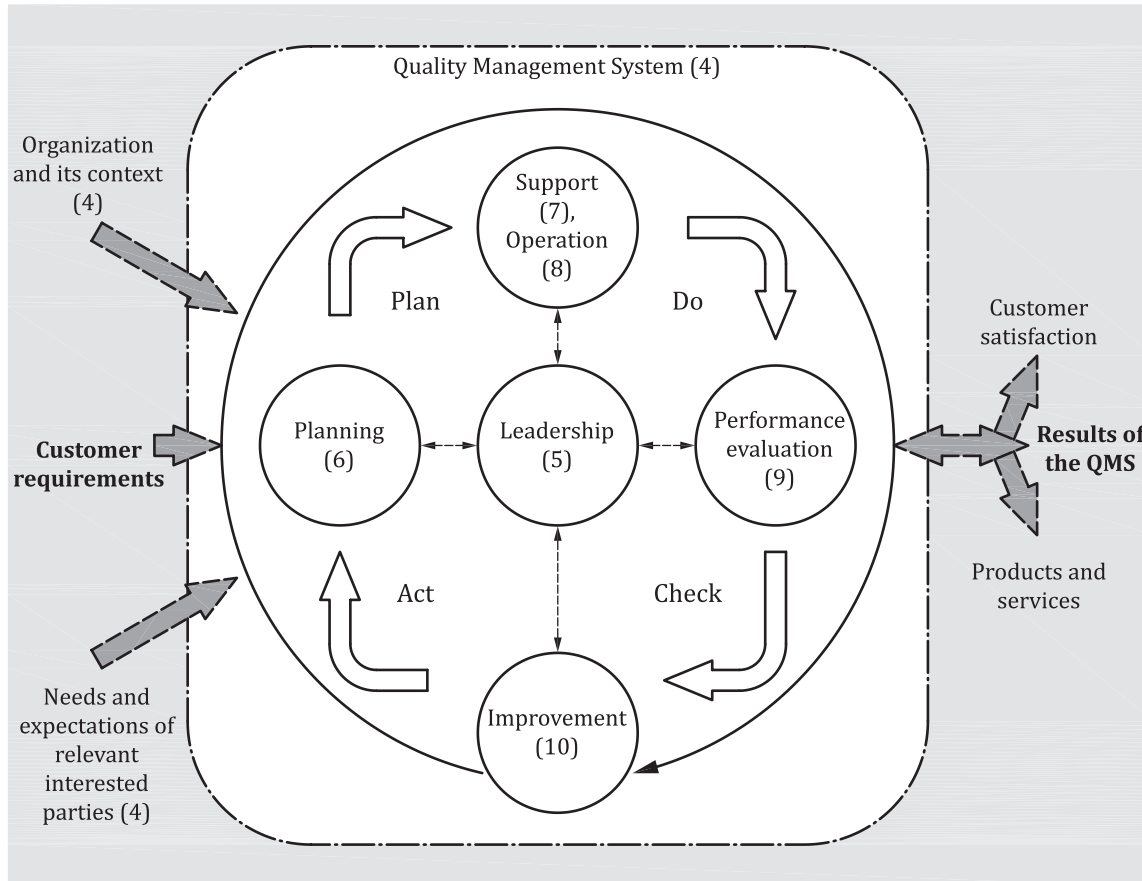 Quality Management System (4)
Organization
and its context
(4)
Support
(7),
Operation
(8)
Plan
Do
Customer
satisfaction
Customer
requirements
Planning
(6)
Leadership
(5)
Performance
evaluation
(9)
Results of
the QMS
Act
Check
Products and
services
Needs and
expectations of
relevant
interested
parties (4)
Improvement
(10)